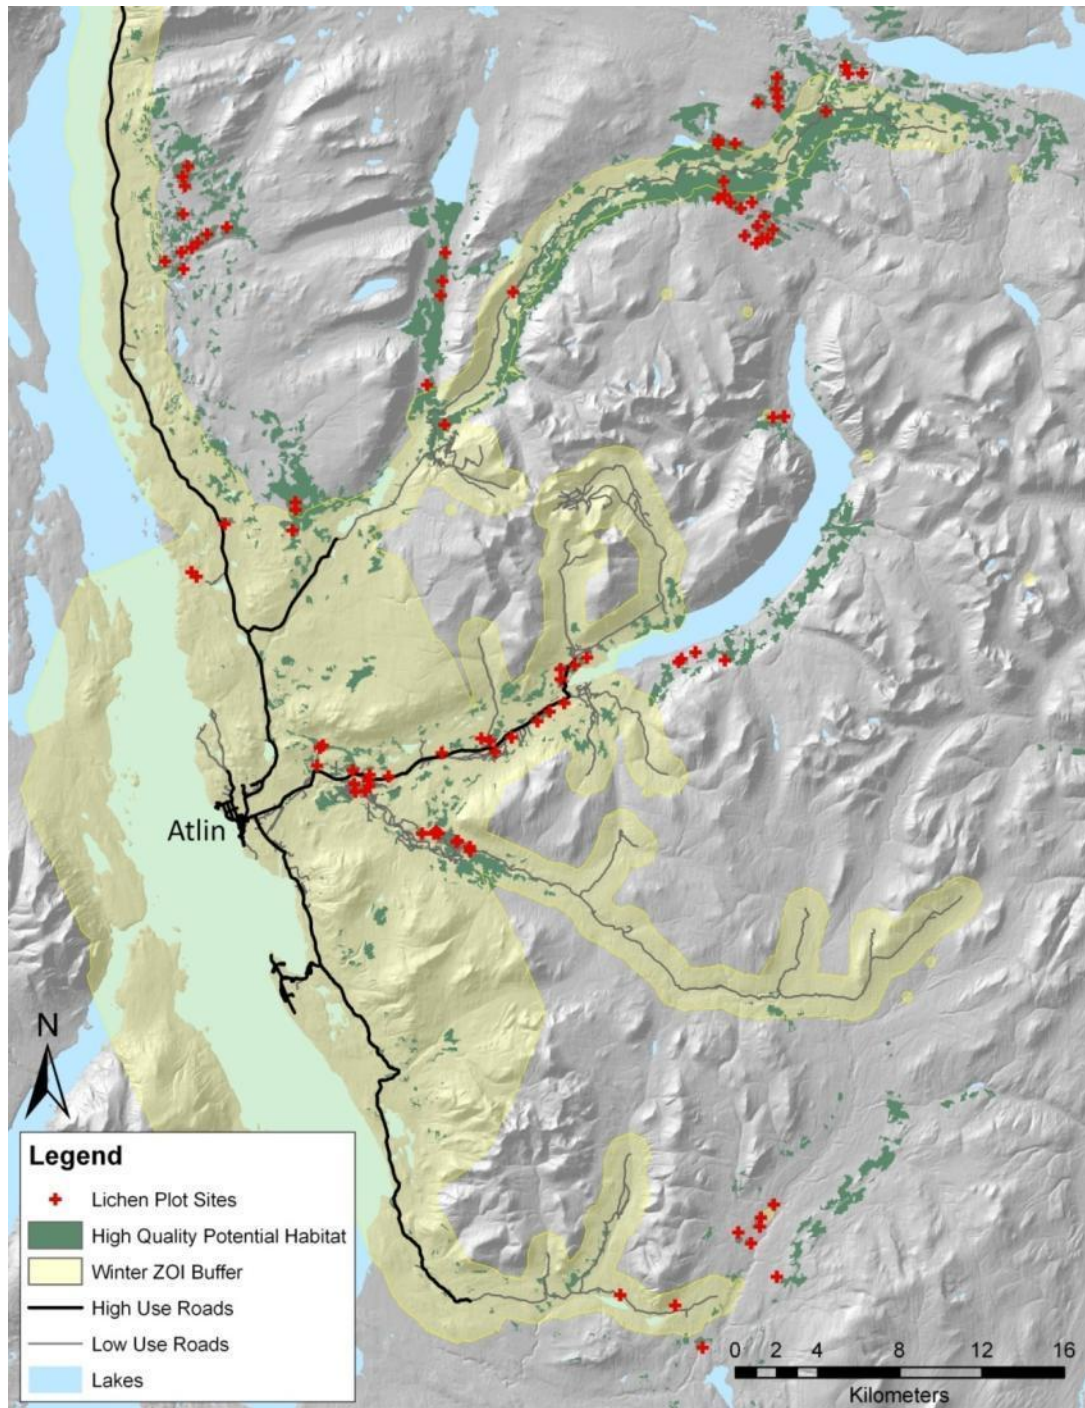 Atlin
N
Legend
Lichen Plot Sites
High Quality Potential Habitat
Winter ZOI Buffer
High Use Roads
Low Use Roads
Lakes
0 2 4 8 12 16
Kilometers